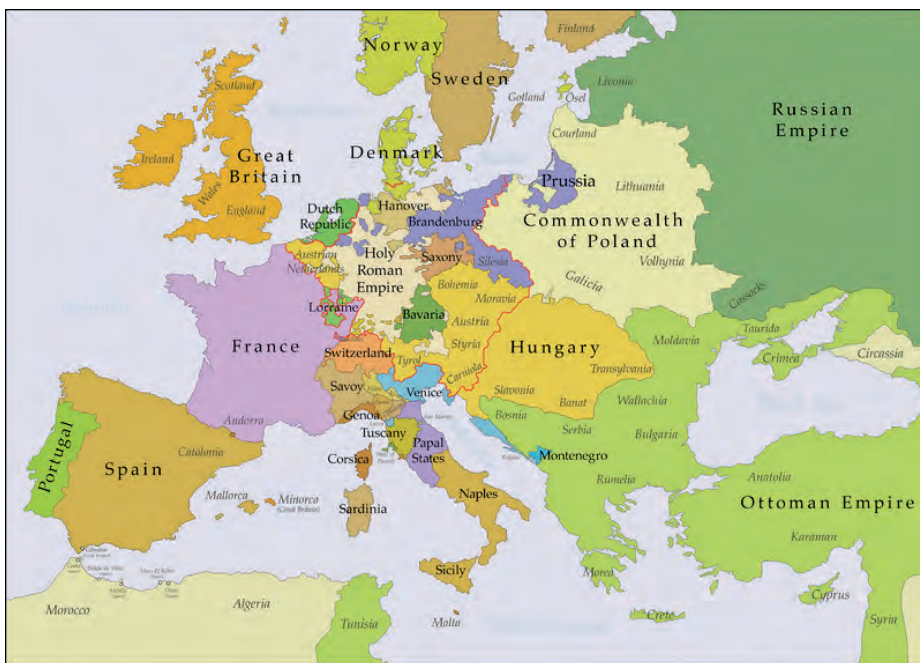 Norway
Finland
Sweden
Livonia
Scotland
Gotland
Osel
Russian
Empire
Courland
Ireland
Great
Britain
Denmark
Prussia
Lithuania
Wales
England
Dutch
Republic
Hanover
Brandenburg
Commonwealth
of Poland
Austrian
Netherlands
Holy
Roman
Empire
Saxony
Silesia
Volhynia
Bohemia
Galicia
Moravia
Cossacks
Lorraine
Bavaria
Austria
France
Switzerland
Styria
Hungary
Moldavia
Taurida
Tyrol
Carniola
Transylvania
Crimea
Circassia
Savoy
Venice
Slavonia
Banat
Wallachia
Genoa
Bosnia
Serbia
Andorra
Tuscany
San Marino
Bulgaria
Portugal
Spain
Catalonia
Corsica
Papal
States
Montenegro
Rumelia
Anatolia
Mallorca
Minorca
(Great Britain)
Sardinia
Naples
Ottoman Empire
Karaman
Gibraltar
Sicily
Morea
Morocco
Algeria
Tunisia
Malta
Crete
Cyprus
Syria